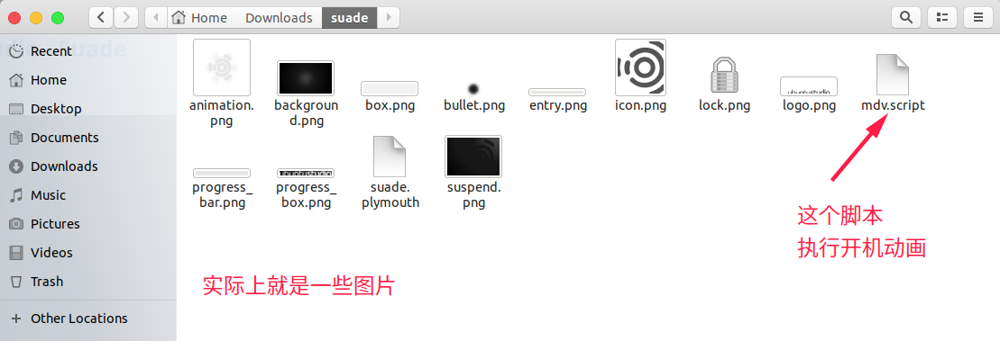 Home
Downloads
suade
Recent
Home
Desktop
Documents
Downloads
Music
Pictures
Videos
Trash
Other Locations
animation.
png
backgroun
d.png
box.png
bullet.png
entry.png
icon.png
lock.png
ubuntustudio
logo.png
mdv.script
progress_
bar.png
ubuntustudio
progress_
box.png
suade.
plymouth
suspend.
png
这个脚本
执行开机动画
实际上就是一些图片